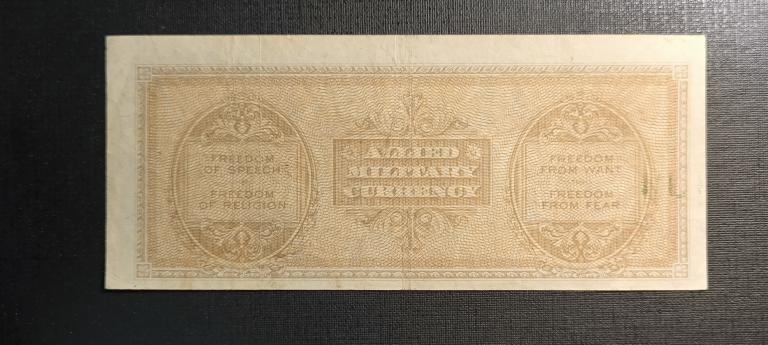 FREEDOM
OF SPEECH
FREEDOM
OF RELIGION
ALLIED
MILITARY
CURRENCY
FREEDOM
FROM WANT
FREEDOM
FROM FEAR